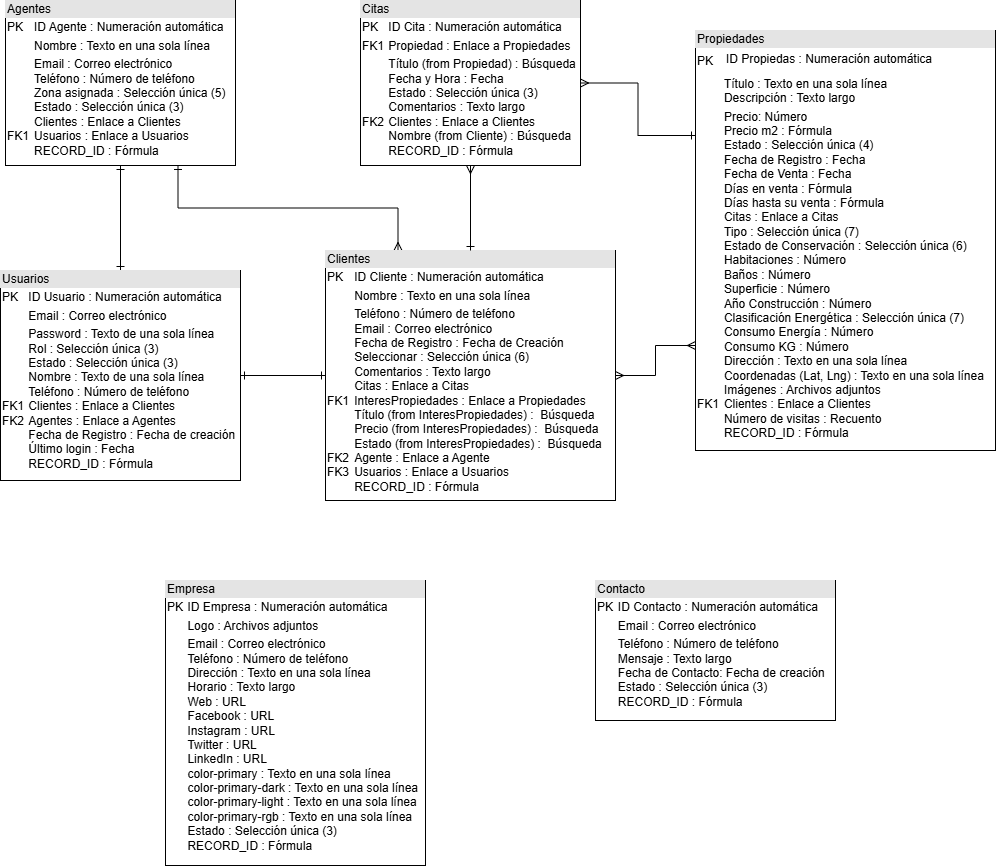 Agentes
PK ID Agente : Numeración automática
Nombre : Texto en una sola línea
Email : Correo electrónico
Teléfono : Número de teléfono
Zona asignada : Selección única (5)
Estado : Selección única (3)
Clientes : Enlace a Clientes
FK1 Usuarios : Enlace a Usuarios
RECORD_ID : Fórmula
Citas
PK ID Cita : Numeración automática
FK1 Propiedad : Enlace a Propiedades
Título (from Propiedad) : Búsqueda
Fecha y Hora : Fecha
Estado : Selección única (3)
Comentarios : Texto largo
FK2 Clientes : Enlace a Clientes
Nombre (from Cliente) : Búsqueda
RECORD_ID : Fórmula
Propiedades
PK ID Propiedas : Numeración automática
Título : Texto en una sola línea
Descripción : Texto largo
Precio: Número
Precio m2 : Fórmula
Estado : Selección única (4)
Fecha de Registro : Fecha
Fecha de Venta : Fecha
Días en venta : Fórmula
Días hasta su venta : Fórmula
Citas : Enlace a Citas
Tipo : Selección única (7)
Estado de Conservación : Selección única (6)
Habitaciones : Número
Baños : Número
Superficie : Número
Año Construcción : Número
Clasificación Energética : Selección única (7)
Consumo Energía : Número
Consumo KG : Número
Dirección : Texto en una sola línea
Coordenadas (Lat, Lng) : Texto en una sola línea
Imágenes : Archivos adjuntos
FK1 Clientes : Enlace a Clientes
Número de visitas : Recuento
RECORD_ID : Fórmula
Usuarios
PK ID Usuario : Numeración automática
Email : Correo electrónico
Password : Texto de una sola línea
Rol : Selección única (3)
Estado : Selección única (3)
Nombre : Texto de una sola línea
Teléfono : Número de teléfono
FK1 Clientes : Enlace a Clientes
FK2 Agentes : Enlace a Agentes
Fecha de Registro : Fecha de creación
Último login : Fecha
RECORD_ID : Fórmula
Clientes
PK ID Cliente : Numeración automática
Nombre : Texto en una sola línea
Teléfono : Número de teléfono
Email : Correo electrónico
Fecha de Registro : Fecha de Creación
Seleccionar : Selección única (6)
Comentarios : Texto largo
Citas : Enlace a Citas
FK1 InteresPropiedades : Enlace a Propiedades
Título (from InteresPropiedades) : Búsqueda
Precio (from InteresPropiedades) : Búsqueda
Estado (from InteresPropiedades) : Búsqueda
FK2 Agente : Enlace a Agente
FK3 Usuarios : Enlace a Usuarios
RECORD_ID : Fórmula
Empresa
PK ID Empresa : Numeración automática
Logo : Archivos adjuntos
Email : Correo electrónico
Teléfono : Número de teléfono
Dirección : Texto en una sola línea
Horario : Texto largo
Web : URL
Facebook : URL
Instagram : URL
Twitter : URL
LinkedIn : URL
color-primary : Texto en una sola línea
color-primary-dark : Texto en una sola línea
color-primary-light : Texto en una sola línea
color-primary-rgb : Texto en una sola línea
Estado : Selección única (3)
RECORD_ID : Fórmula
Contacto
PK ID Contacto : Numeración automática
Email : Correo electrónico
Teléfono : Número de teléfono
Mensaje : Texto largo
Fecha de Contacto: Fecha de creación
Estado : Selección única (3)
RECORD_ID : Fórmula